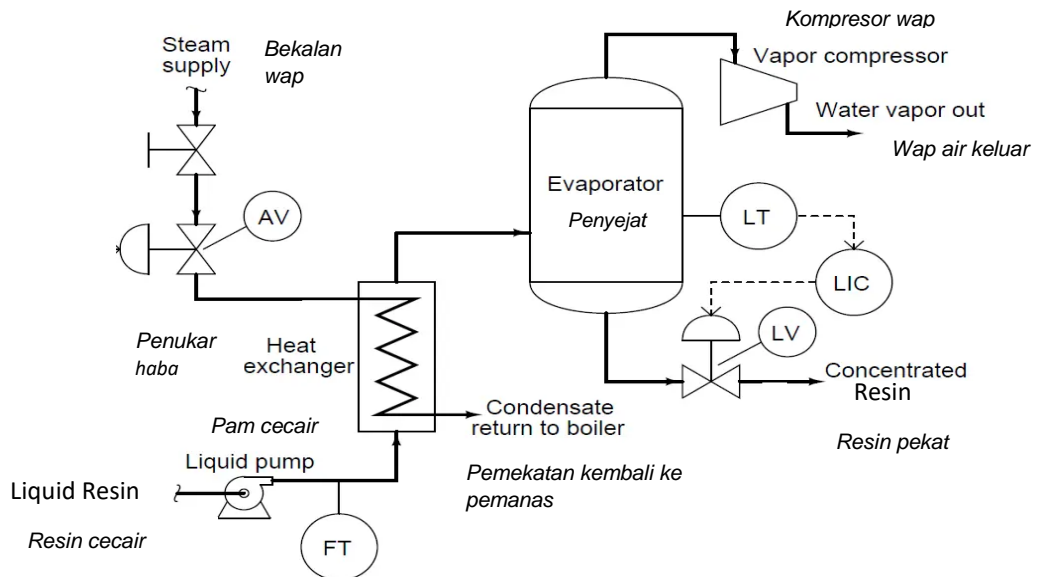 Kompresor wap
Steam
supply
Bekalan
wap
Vapor compressor
Water vapor out
Wap air keluar
Evaporator
Penyejat
LT
AV
LIC
LV
Penukar
haba
Heat
exchanger
Concentrated
Resin
Condensate
return to boiler
Resin pekat
Pam cecair
Liquid pump
Pemekatan kembali ke
pemanas
Liquid Resin
Resin cecair
FT